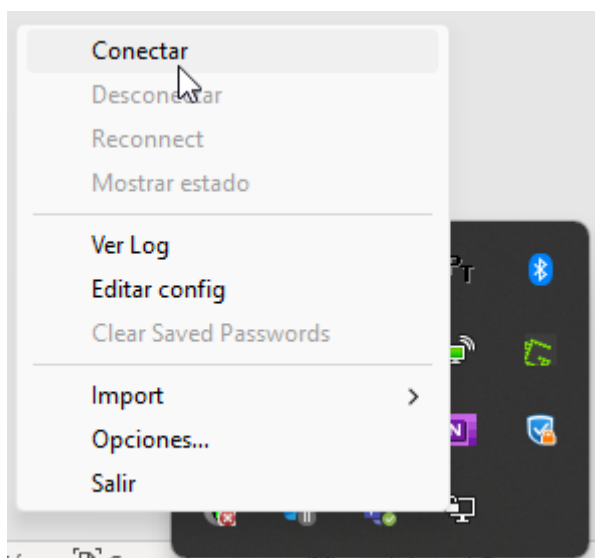 Conectar
Desconectar
Reconnect
Mostrar estado
Ver Log
Editar config
Clear Saved Passwords
Import
Opciones...
Salir